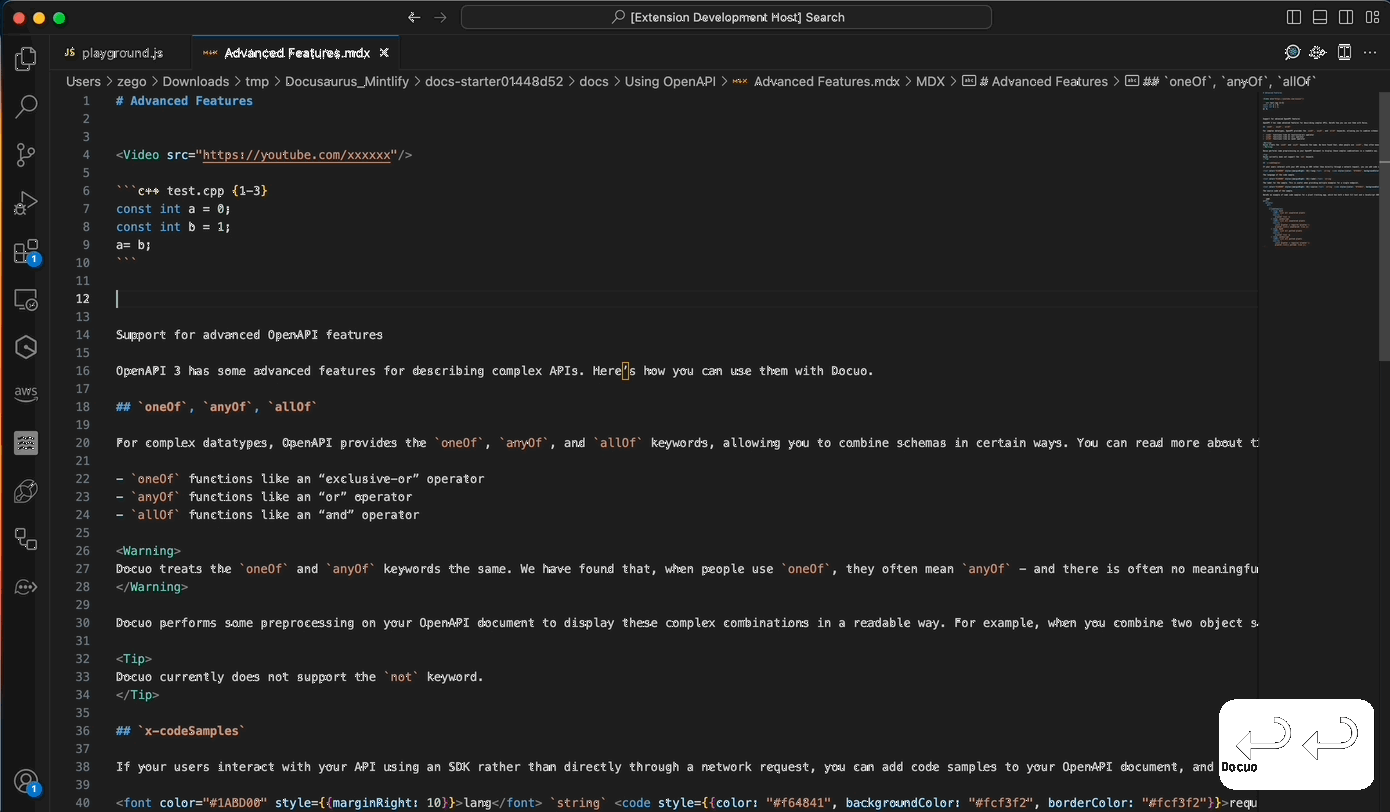 [Extension Development Host] Search
JS playground.js
Advanced Features.mdx ×
Users > zego > Downloads > tmp > Docusaurus_Mintlify > docs-starter01448d52 > docs > Using OpenAPI > Advanced Features.mdx > MDX > # Advanced Features > ## `oneOf`, `anyOf`, `allOf`
1 # Advanced Features
2
3
4 <Video src="https://youtube.com/xxxxxx"/>
5
6 ```c++ test.cpp {1-3}
7 const int a = 0;
8 const int b = 1;
9 a= b;
10 ```
11
12
13
14 Support for advanced OpenAPI features
15
16 OpenAPI 3 has some advanced features for describing complex APIs. Here’s how you can use them with Docuo.
17
18 ## `oneOf`, `anyOf`, `allOf`
19
20 For complex datatypes, OpenAPI provides the `oneOf`, `anyOf`, and `allOf` keywords, allowing you to combine schemas in certain ways. You can read more about
21
22 - `oneOf` functions like an “exclusive-or” operator
23 - `anyOf` functions like an “or” operator
24 - `allOf` functions like an “and” operator
25
26 <Warning>
27 Docuo treats the `oneOf` and `anyOf` keywords the same. We have found that, when people use `oneOf`, they often mean `anyOf` - and there is often no meaningfu
28 </Warning>
29
30 Docuo performs some preprocessing on your OpenAPI document to display these complex combinations in a readable way. For example, when you combine two object
31
32 <Tip>
33 Docuo currently does not support the `not` keyword.
34 </Tip>
35
36 ## `x-codeSamples`
37
38 If your users interact with your API using an SDK rather than directly through a network request, you can add code samples to your OpenAPI document, and
39
40 <font color="#1ABD00" style={{marginRight: 10}}>lang</font> `string` <code style={{color: "#f64841", backgroundColor: "#fcf3f2", borderColor: "#fcf3f2"}}>requ
aws
1
1
Docuo